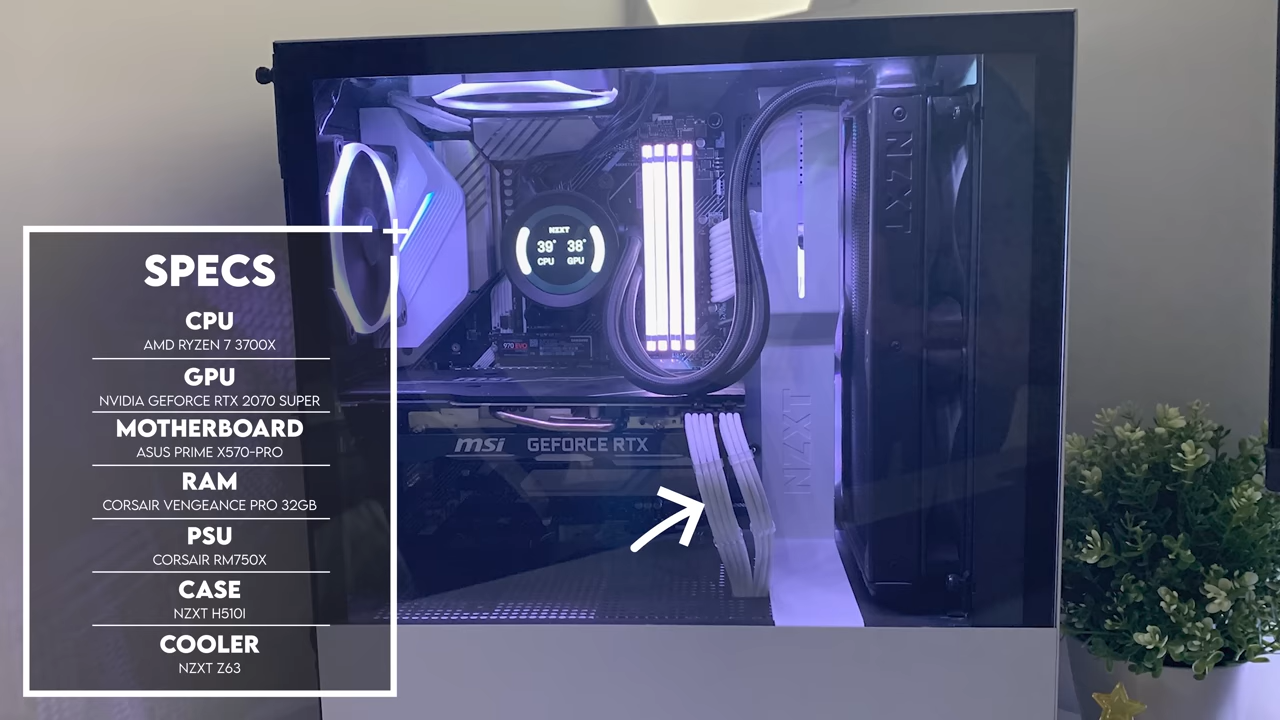 SPECS
CPU
AMD RYZEN 7 3700X
GPU
NVIDIA GEFORCE RTX 2070 SUPER
MOTHERBOARD
ASUS PRIME X570-PRO
RAM
CORSAIR VENGEANCE PRO 32GB
PSU
CORSAIR RM750X
CASE
NZXT H510I
COOLER
NZXT Z63
NZXT
39° 38°
CPU GPU
970 EVO
msi GEFORCE RTX
NZXT
NZXT